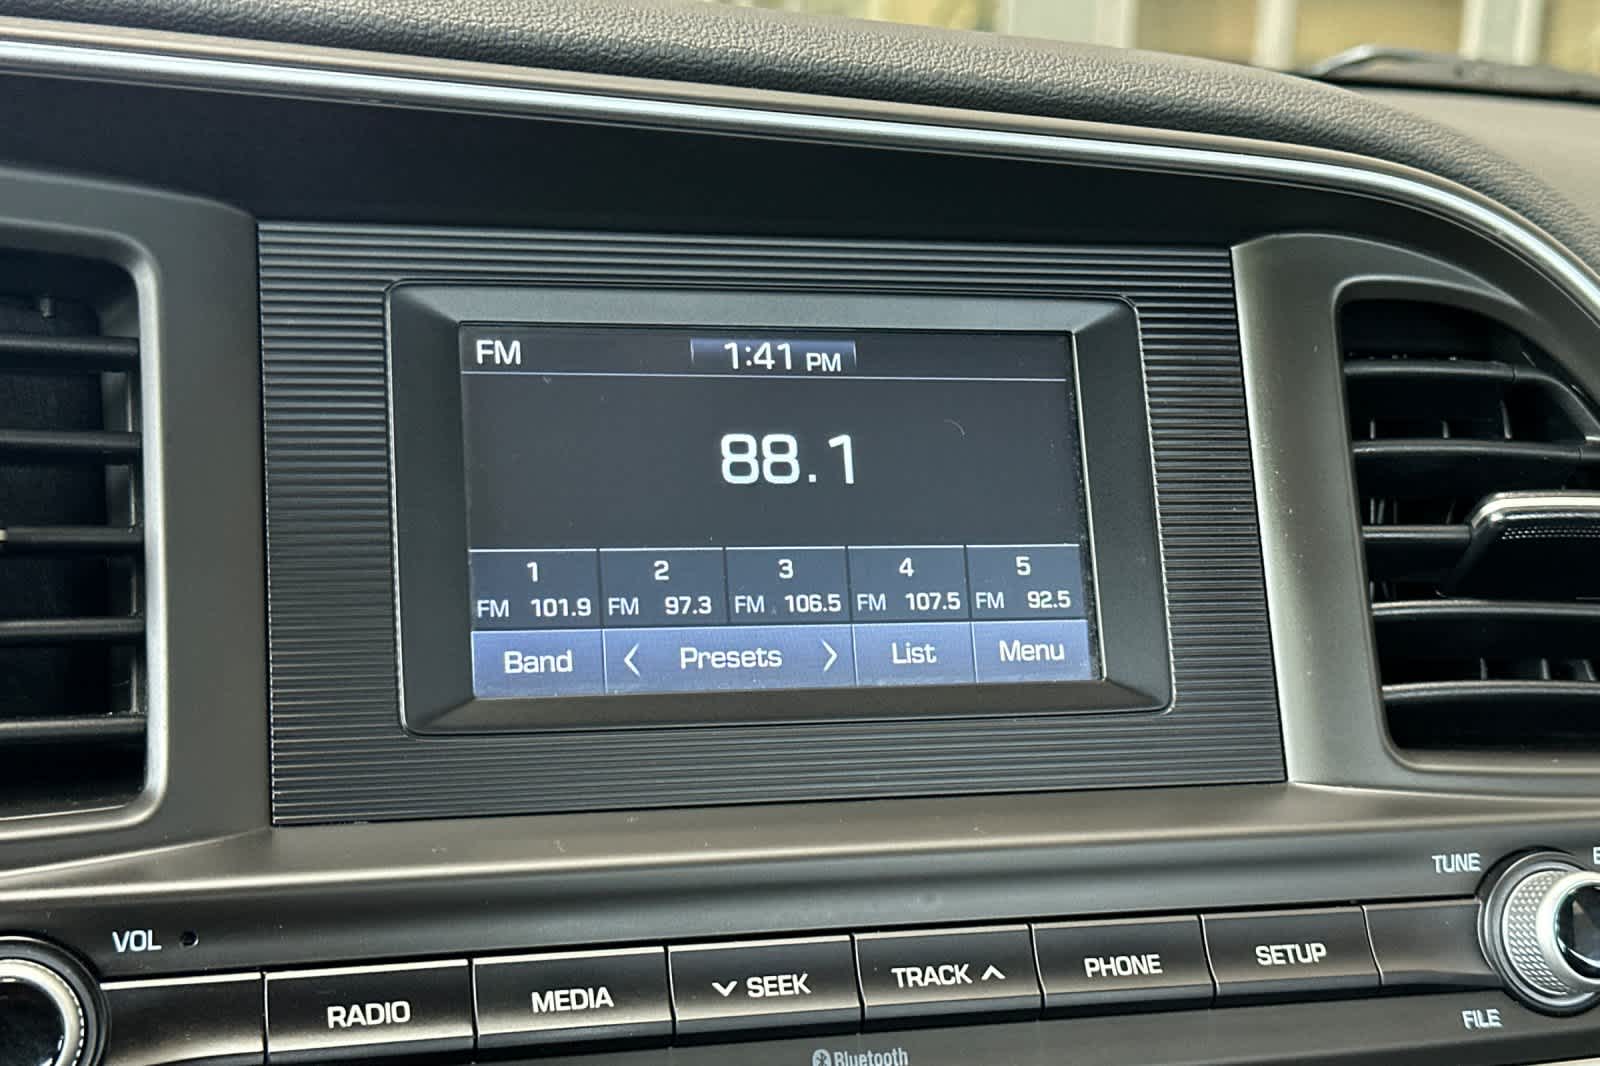 FM 1:41 PM
88.1
1 2 3 4 5
FM 101.9 FM 97.3 FM 106.5 FM 107.5 FM 92.5
Band < Presets > List Menu
TUNE
VOL
RADIO MEDIA SEEK TRACK PHONE SETUP
FILE
Bluetooth